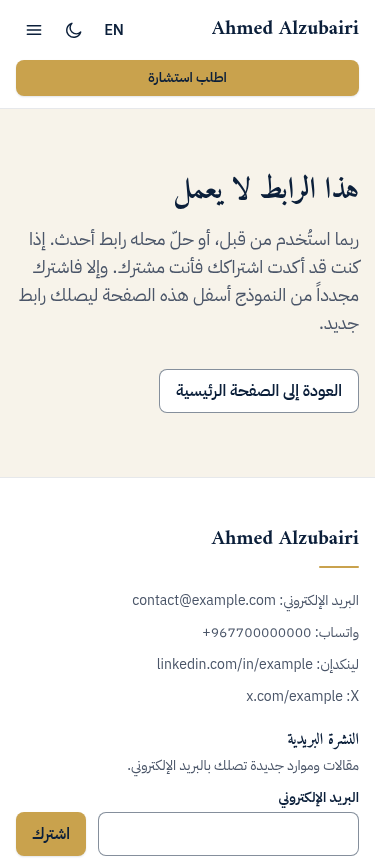 Ahmed Alzubairi
EN
اطلب استشارة
هذا الرابط لا يعمل
ربما استُخدم من قبل، أو حلّ محله رابط أحدث. إذا
كنت قد أكدت اشتراكك فأنت مشترك. وإلا فاشترك
مجدداً من النموذج أسفل هذه الصفحة ليصلك رابط
جديد.
العودة إلى الصفحة الرئيسية
Ahmed Alzubairi
البريد الإلكتروني: contact@example.com
واتساب: 967700000000+
لينكدإن: linkedin.com/in/example
X: x.com/example
النشرة البريدية
مقالات وموارد جديدة تصلك بالبريد الإلكتروني.
البريد الإلكتروني
اشترك